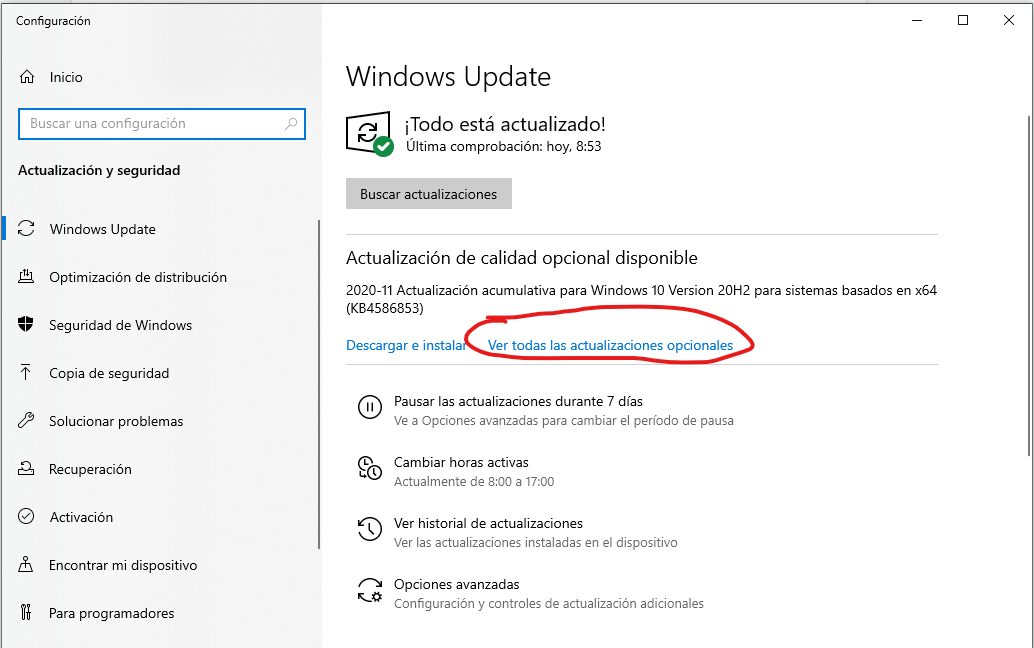 Configuración
Inicio
Buscar una configuración
Actualización y seguridad
Windows Update
Optimización de distribución
Seguridad de Windows
Copia de seguridad
Solucionar problemas
Recuperación
Activación
Encontrar mi dispositivo
Para programadores
Windows Update
¡Todo está actualizado!
Última comprobación: hoy, 8:53
Buscar actualizaciones
Actualización de calidad opcional disponible
2020-11 Actualización acumulativa para Windows 10 Version 20H2 para sistemas basados en x64
(KB4586853)
Descargar e instalar Ver todas las actualizaciones opcionales
Pausar las actualizaciones durante 7 días
Ve a Opciones avanzadas para cambiar el período de pausa
Cambiar horas activas
Actualmente de 8:00 a 17:00
Ver historial de actualizaciones
Ver las actualizaciones instaladas en el dispositivo
Opciones avanzadas
Configuración y controles de actualización adicionales